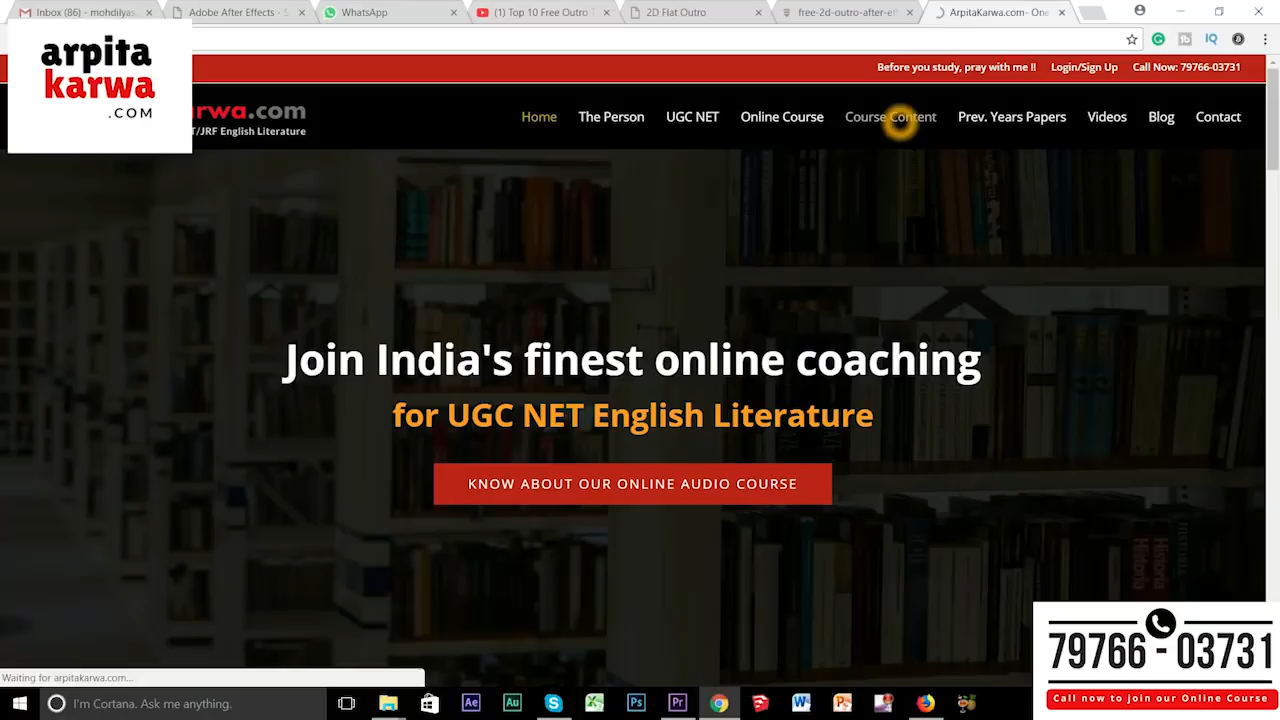 Inbox (86) - mohdilyas
Adobe After Effects - S
WhatsApp
(1) Top 10 Free Outro T
2D Flat Outro
free-2d-outro-after-ef
ArpitaKarwa.com- One
arpita
karwa
.COM
Before you study, pray with me !!
Login/Sign Up
Call Now: 79766-03731
arwa.com
T/JRF English Literature
Home
The Person
UGC NET
Online Course
Course Content
Prev. Years Papers
Videos
Blog
Contact
Join India's finest online coaching
for UGC NET English Literature
KNOW ABOUT OUR ONLINE AUDIO COURSE
79766 - 03731
Call now to join our Online Course
Waiting for arpitakarwa.com...
I'm Cortana. Ask me anything.